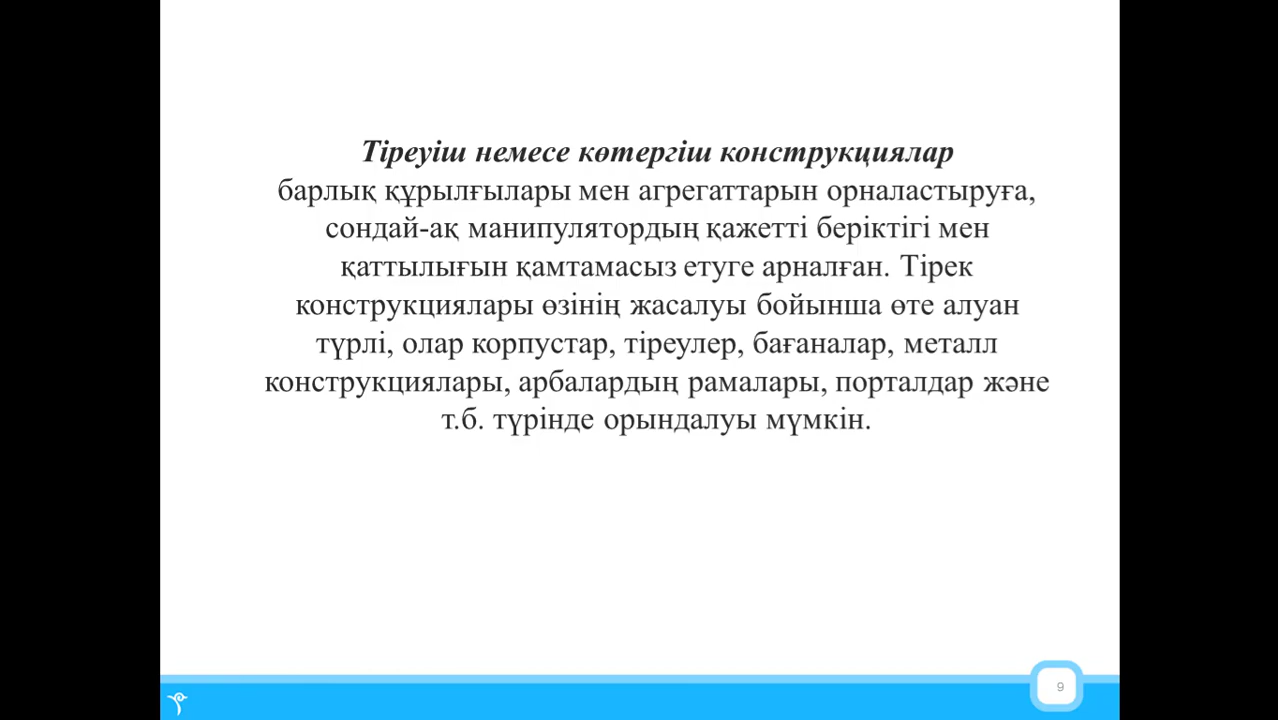 Тіреуіш немесе көтергіш конструкциялар
барлық құрылғылары мен агрегаттарын орналастыруға,
сондай-ақ манипулятордың қажетті беріктігі мен
қаттылығын қамтамасыз етуге арналған. Тірек
конструкциялары өзінің жасалуы бойынша өте алуан
түрлі, олар корпустар, тіреулер, бағаналар, металл
конструкциялары, арбалардың рамалары, порталдар және
т.б. түрінде орындалуы мүмкін.
9